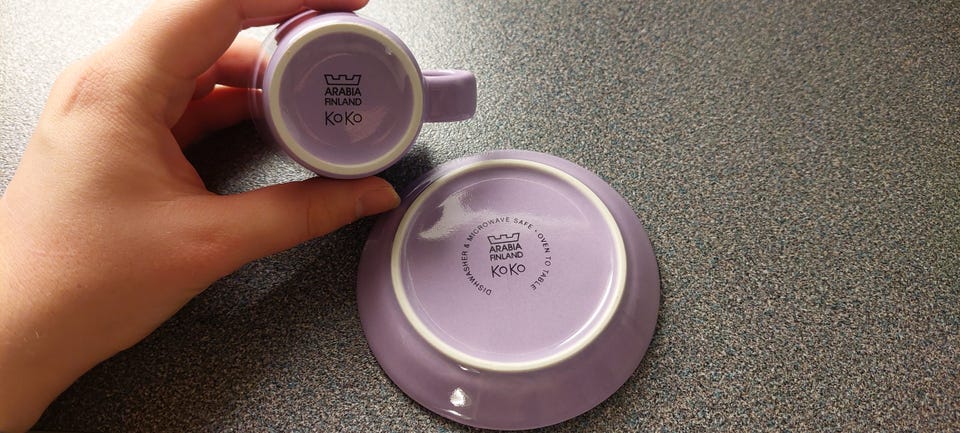 ARABIA
FINLAND
KoKo
DISHWASHER & MICROWAVE SAFE • OVEN TO TABLE
ARABIA
FINLAND
KoKo